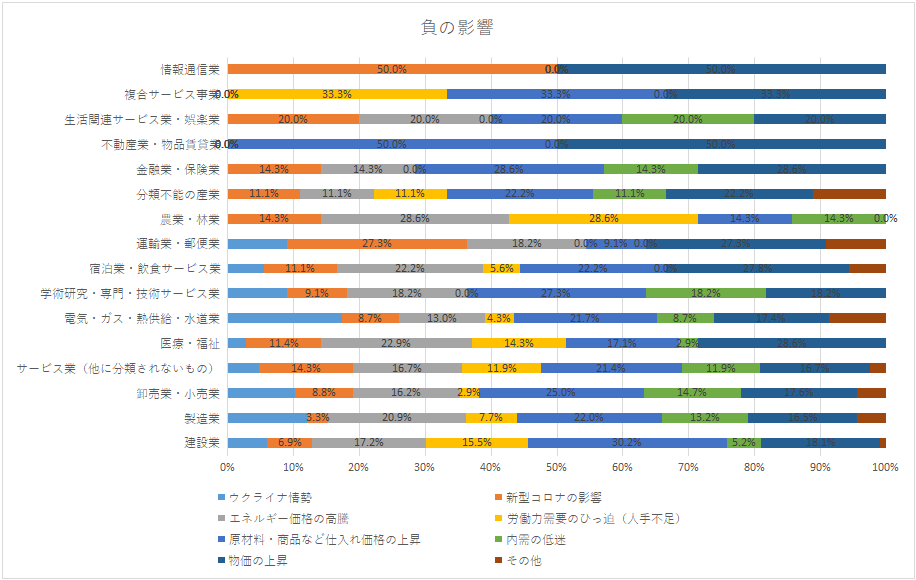 負の影響
情報通信業 50.0% 0.0% 50.0%
複合サービス事業 0.0% 33.3% 33.3% 0.0% 33.3%
生活関連サービス業・娯楽業 20.0% 20.0% 0.0% 20.0% 20.0% 20.0%
不動産業・物品賃貸業 0.0% 50.0% 0.0% 50.0%
金融業・保険業 14.3% 14.3% 0.0% 28.6% 14.3% 28.6%
分類不能の産業 11.1% 11.1% 11.1% 22.2% 11.1% 22.2%
農業・林業 14.3% 28.6% 28.6% 14.3% 14.3% 0.0%
運輸業・郵便業 27.3% 18.2% 0.0% 9.1% 0.0% 27.3%
宿泊業・飲食サービス業 11.1% 22.2% 5.6% 22.2% 0.0% 27.8%
学術研究・専門・技術サービス業 9.1% 18.2% 0.0% 27.3% 18.2% 18.2%
電気・ガス・熱供給・水道業 8.7% 13.0% 4.3% 21.7% 8.7% 17.4%
医療・福祉 11.4% 22.9% 14.3% 17.1% 2.9% 28.6%
サービス業（他に分類されないもの） 14.3% 16.7% 11.9% 21.4% 11.9% 16.7%
卸売業・小売業 8.8% 16.2% 2.9% 25.0% 14.7% 17.6%
製造業 3.3% 20.9% 7.7% 22.0% 13.2% 16.5%
建設業 6.9% 17.2% 15.5% 30.2% 5.2% 18.1%
0% 10% 20% 30% 40% 50% 60% 70% 80% 90% 100%
ウクライナ情勢 新型コロナの影響
エネルギー価格の高騰 労働力需要のひっ迫（人手不足）
原材料・商品など仕入れ価格の上昇 内需の低迷
物価の上昇 その他